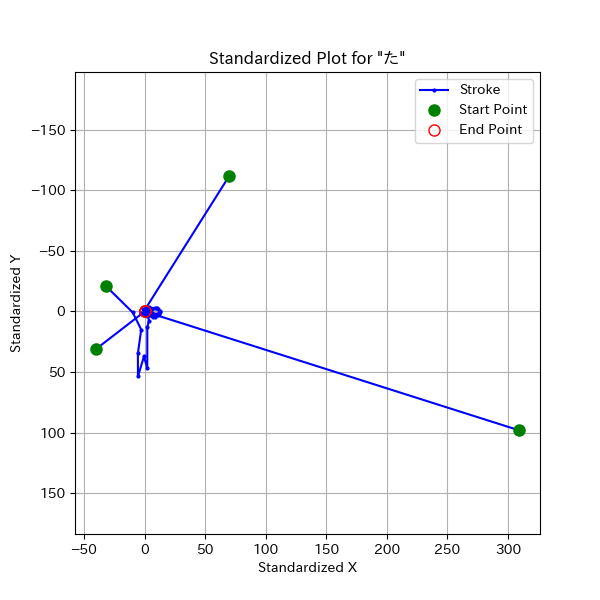 Standardized Plot for "た"
Stroke
Start Point
End Point
−150
−100
−50
0
50
100
150
Standardized Y
−50
0
50
100
150
200
250
300
Standardized X